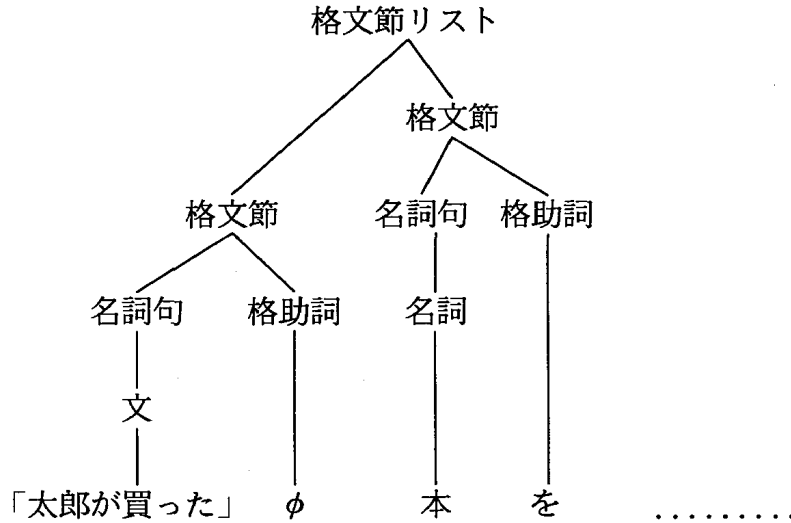 格文節リスト
格文節
格文節 名詞句 格助詞
名詞句 格助詞 名詞
文
「太郎が買った」 φ 本 を .........